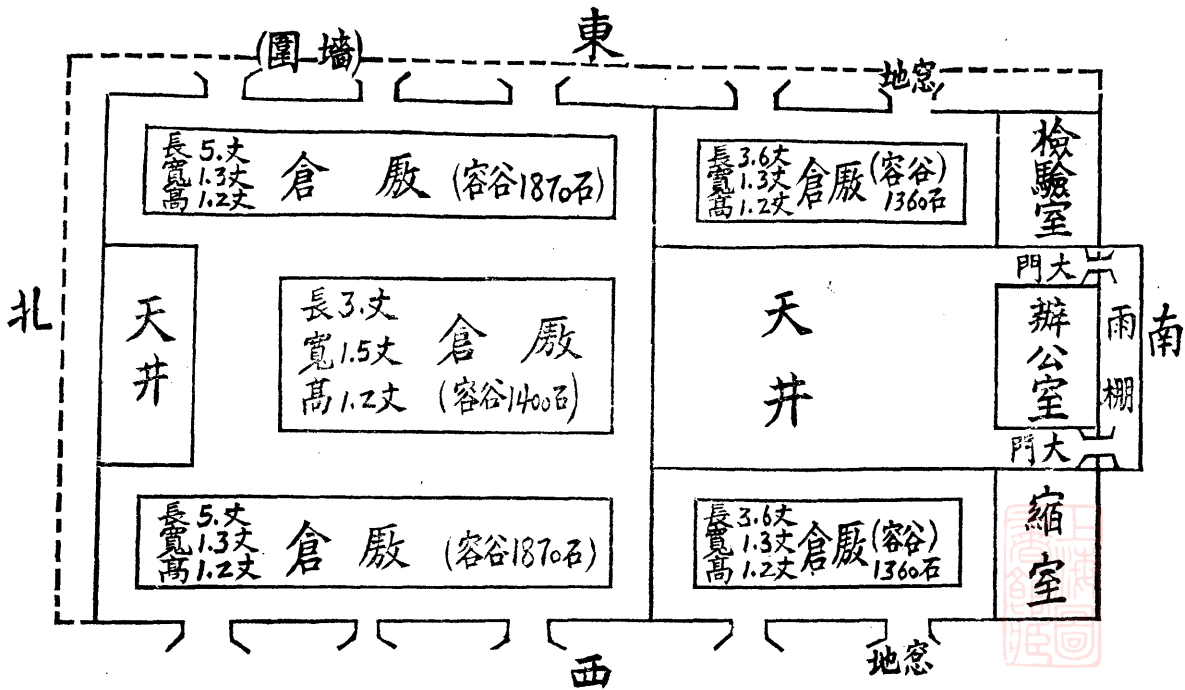 東
(圍墻)
地窓
長5.丈
寬1.3丈
高1.2丈
倉厫
(容谷1870石)
長3.6丈
寬1.3丈
高1.2丈
倉厫
(容谷)
1360石
檢驗室
北
天井
長3.丈
寬1.5丈
高1.2丈
倉厫
(容谷1400石)
天井
門大
辦公室
門大
雨棚
南
長5.丈
寬1.3丈
高1.2丈
倉厫
(容谷1870石)
長3.6丈
寬1.3丈
高1.2丈
倉厫
(容谷)
1360石
縮室
西
地窓